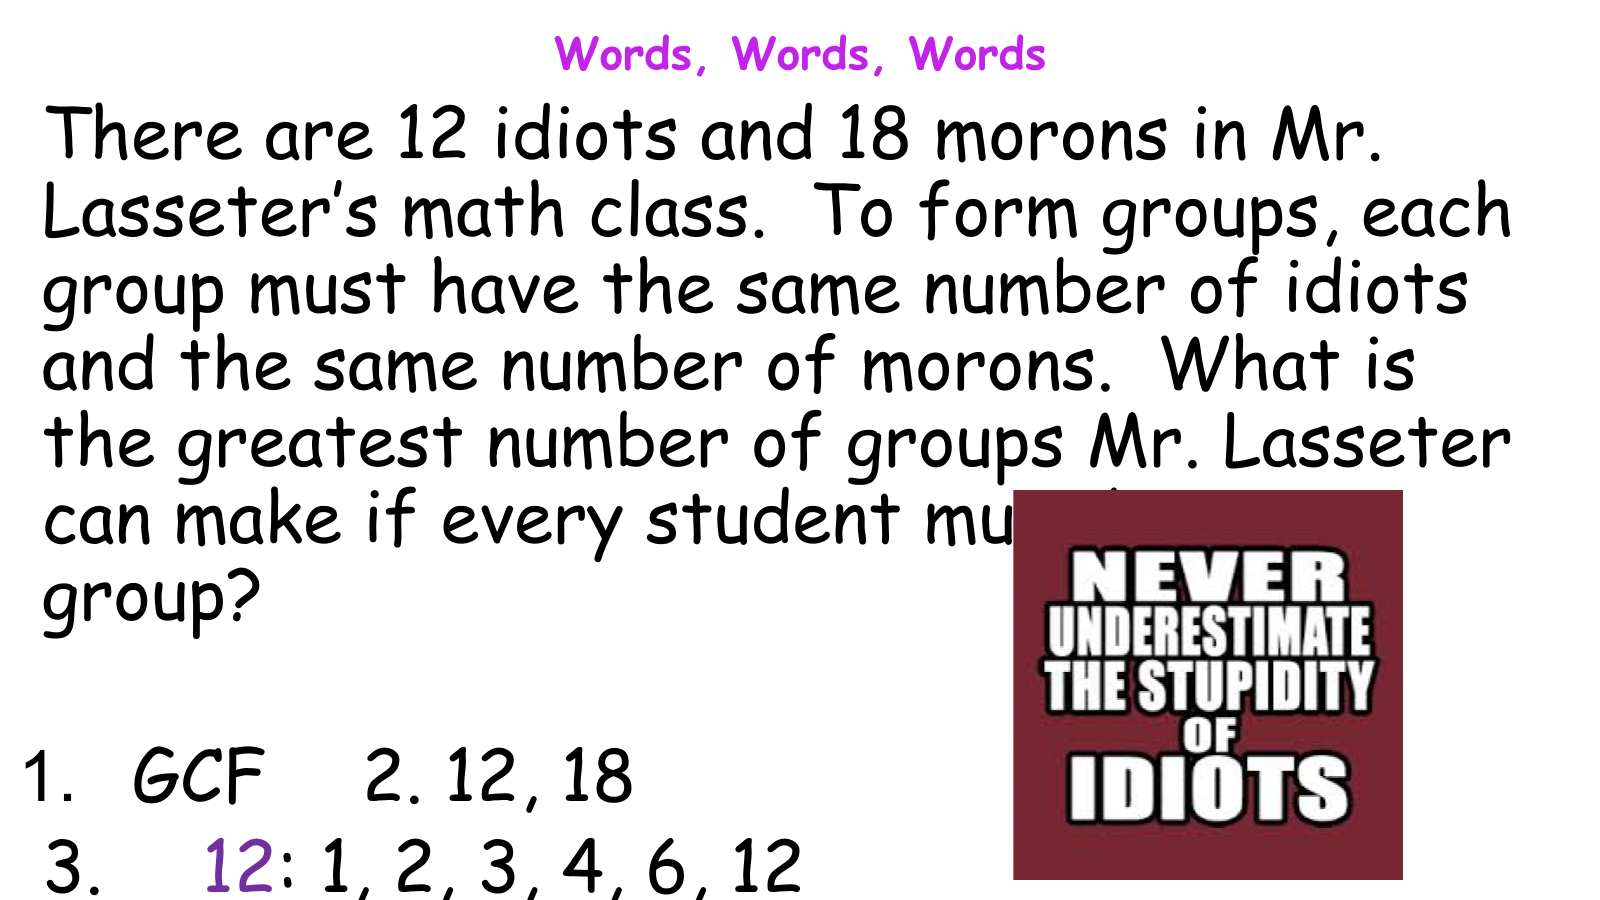 Words, Words, Words
There are 12 idiots and 18 morons in Mr.
Lasseter’s math class. To form groups, each
group must have the same number of idiots
and the same number of morons. What is
the greatest number of groups Mr. Lasseter
can make if every student
group?
NEVER
UNDERESTIMATE
THE STUPIDITY
OF
IDIOTS
1. GCF 2. 12, 18
3. 12: 1, 2, 3, 4, 6, 12